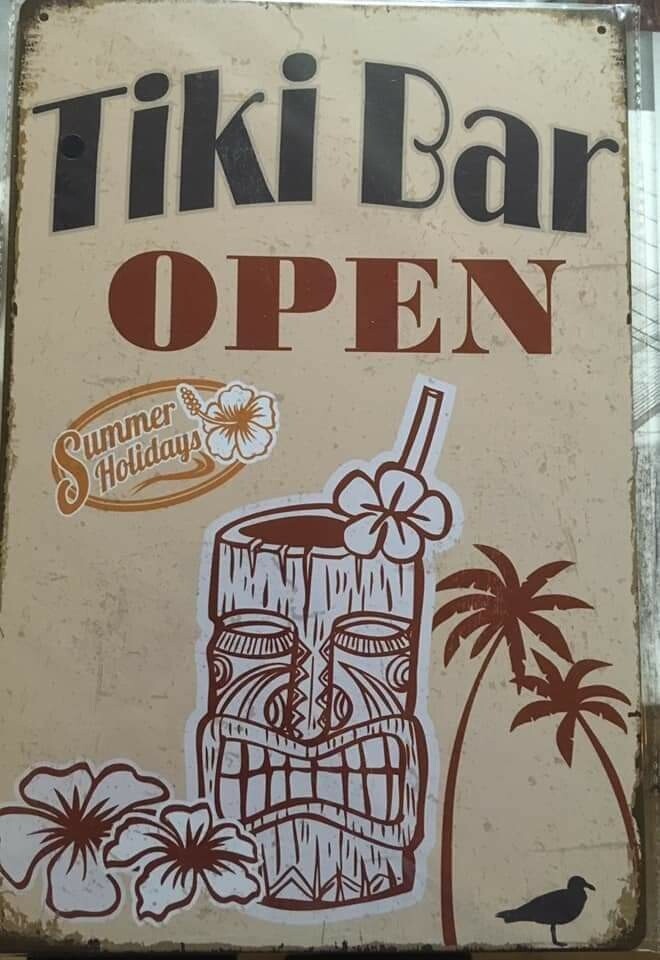 Tiki Bar
OPEN
Summer
Holidays